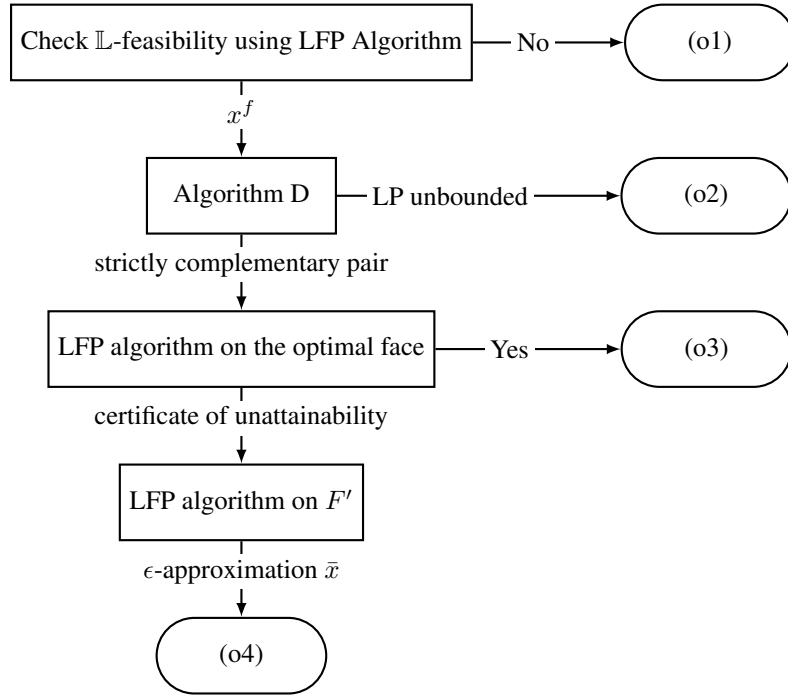 Check 𝕃-feasibility using LFP Algorithm
No
(o1)
x^f
Algorithm D
LP unbounded
(o2)
strictly complementary pair
LFP algorithm on the optimal face
Yes
(o3)
certificate of unattainability
LFP algorithm on F′
ϵ-approximation x̄
(o4)